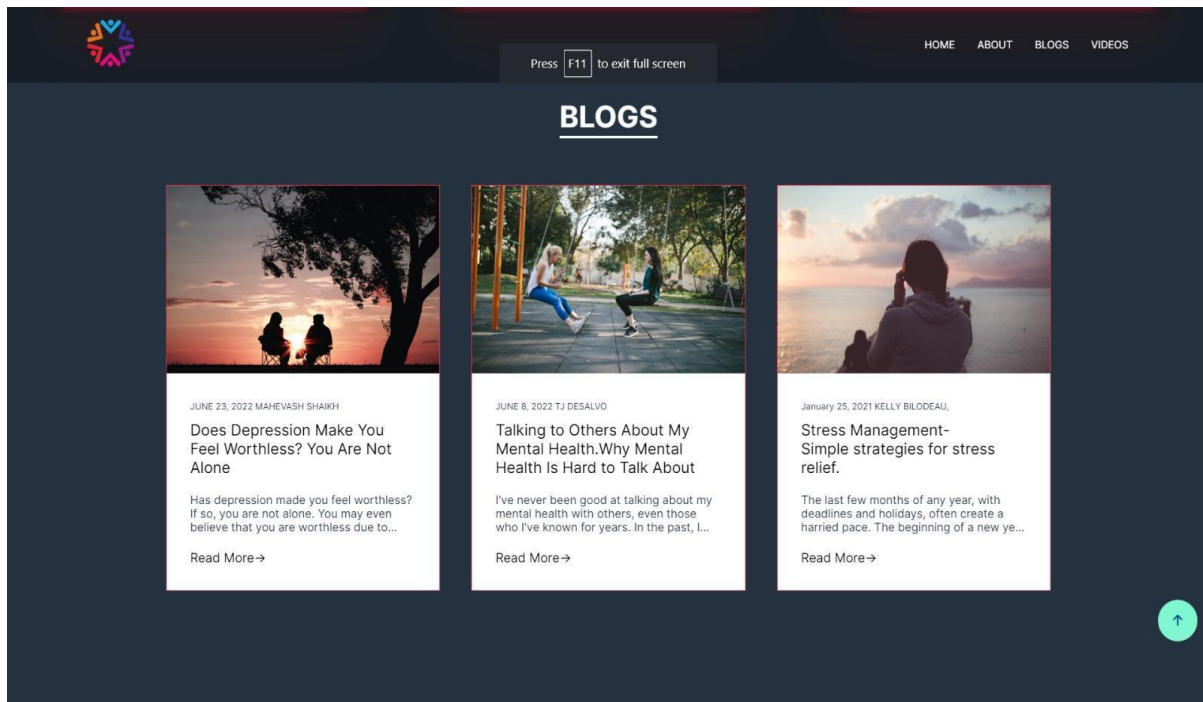 HOME ABOUT BLOGS VIDEOS
Press F11 to exit full screen
BLOGS
JUNE 23, 2022 MAHEVASH SHAIKH
Does Depression Make You
Feel Worthless? You Are Not
Alone
Has depression made you feel worthless?
If so, you are not alone. You may even
believe that you are worthless due to...
Read More→
JUNE 8, 2022 TJ DESALVO
Talking to Others About My
Mental Health.Why Mental
Health Is Hard to Talk About
I've never been good at talking about my
mental health with others, even those
who I've known for years. In the past, I...
Read More→
January 25, 2021 KELLY BILODEAU,
Stress Management-
Simple strategies for stress
relief.
The last few months of any year, with
deadlines and holidays, often create a
harried pace. The beginning of a new ye...
Read More→